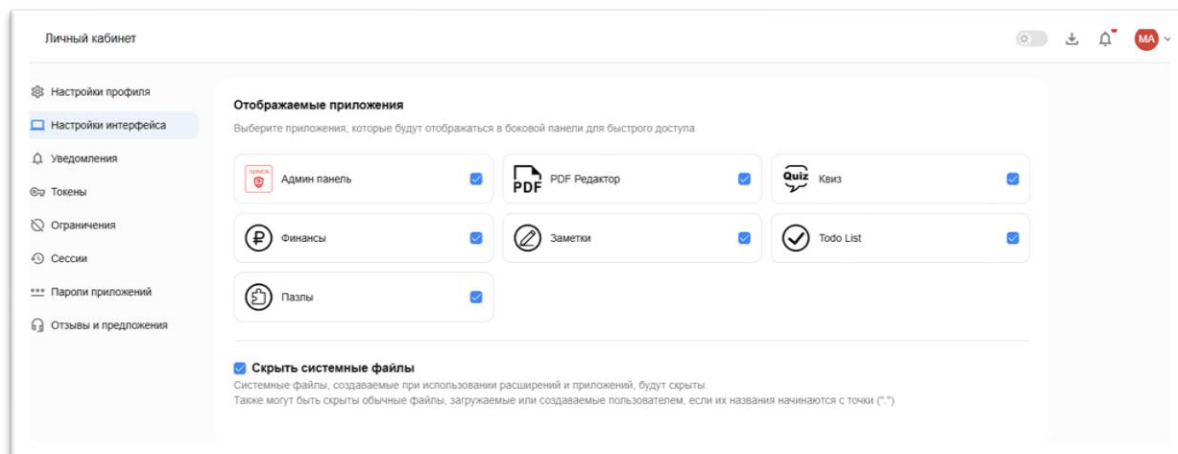 Личный кабинет
MA
Настройки профиля
Настройки интерфейса
Уведомления
Токены
Ограничения
Сессии
Пароли приложений
Отзывы и предложения
Отображаемые приложения
Выберите приложения, которые будут отображаться в боковой панели для быстрого доступа
Админ панель
PDF
PDF Редактор
Quiz
Квиз
Финансы
Заметки
Todo List
Пазлы
Скрыть системные файлы
Системные файлы, создаваемые при использовании расширений и приложений, будут скрыты.
Также могут быть скрыты обычные файлы, загружаемые или создаваемые пользователем, если их названия начинаются с точки (".")